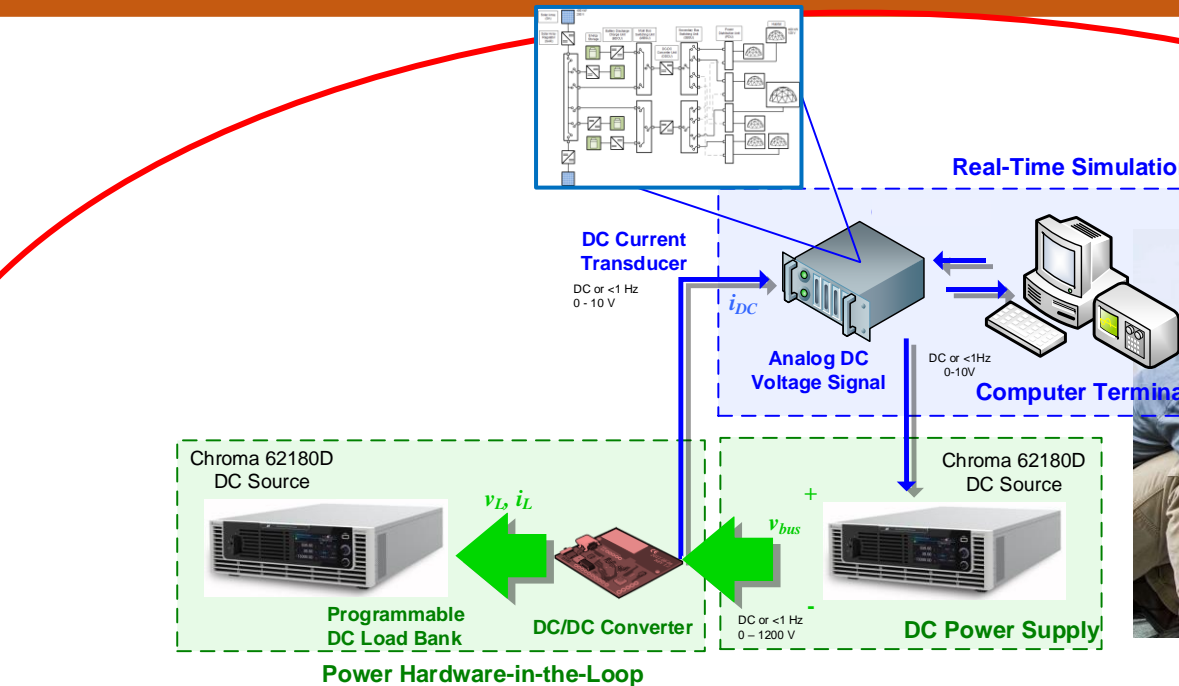 Real-Time Simulation
DC Current
Transducer
DC or <1 Hz
0 - 10 V
iDC
Analog DC
Voltage Signal
DC or <1Hz
0-10V
Computer Termina
Chroma 62180D
DC Source
vL, iL
Programmable
DC Load Bank
DC/DC Converter
+
vbus
-
DC or <1 Hz
0 – 1200 V
Chroma 62180D
DC Source
DC Power Supply
Power Hardware-in-the-Loop